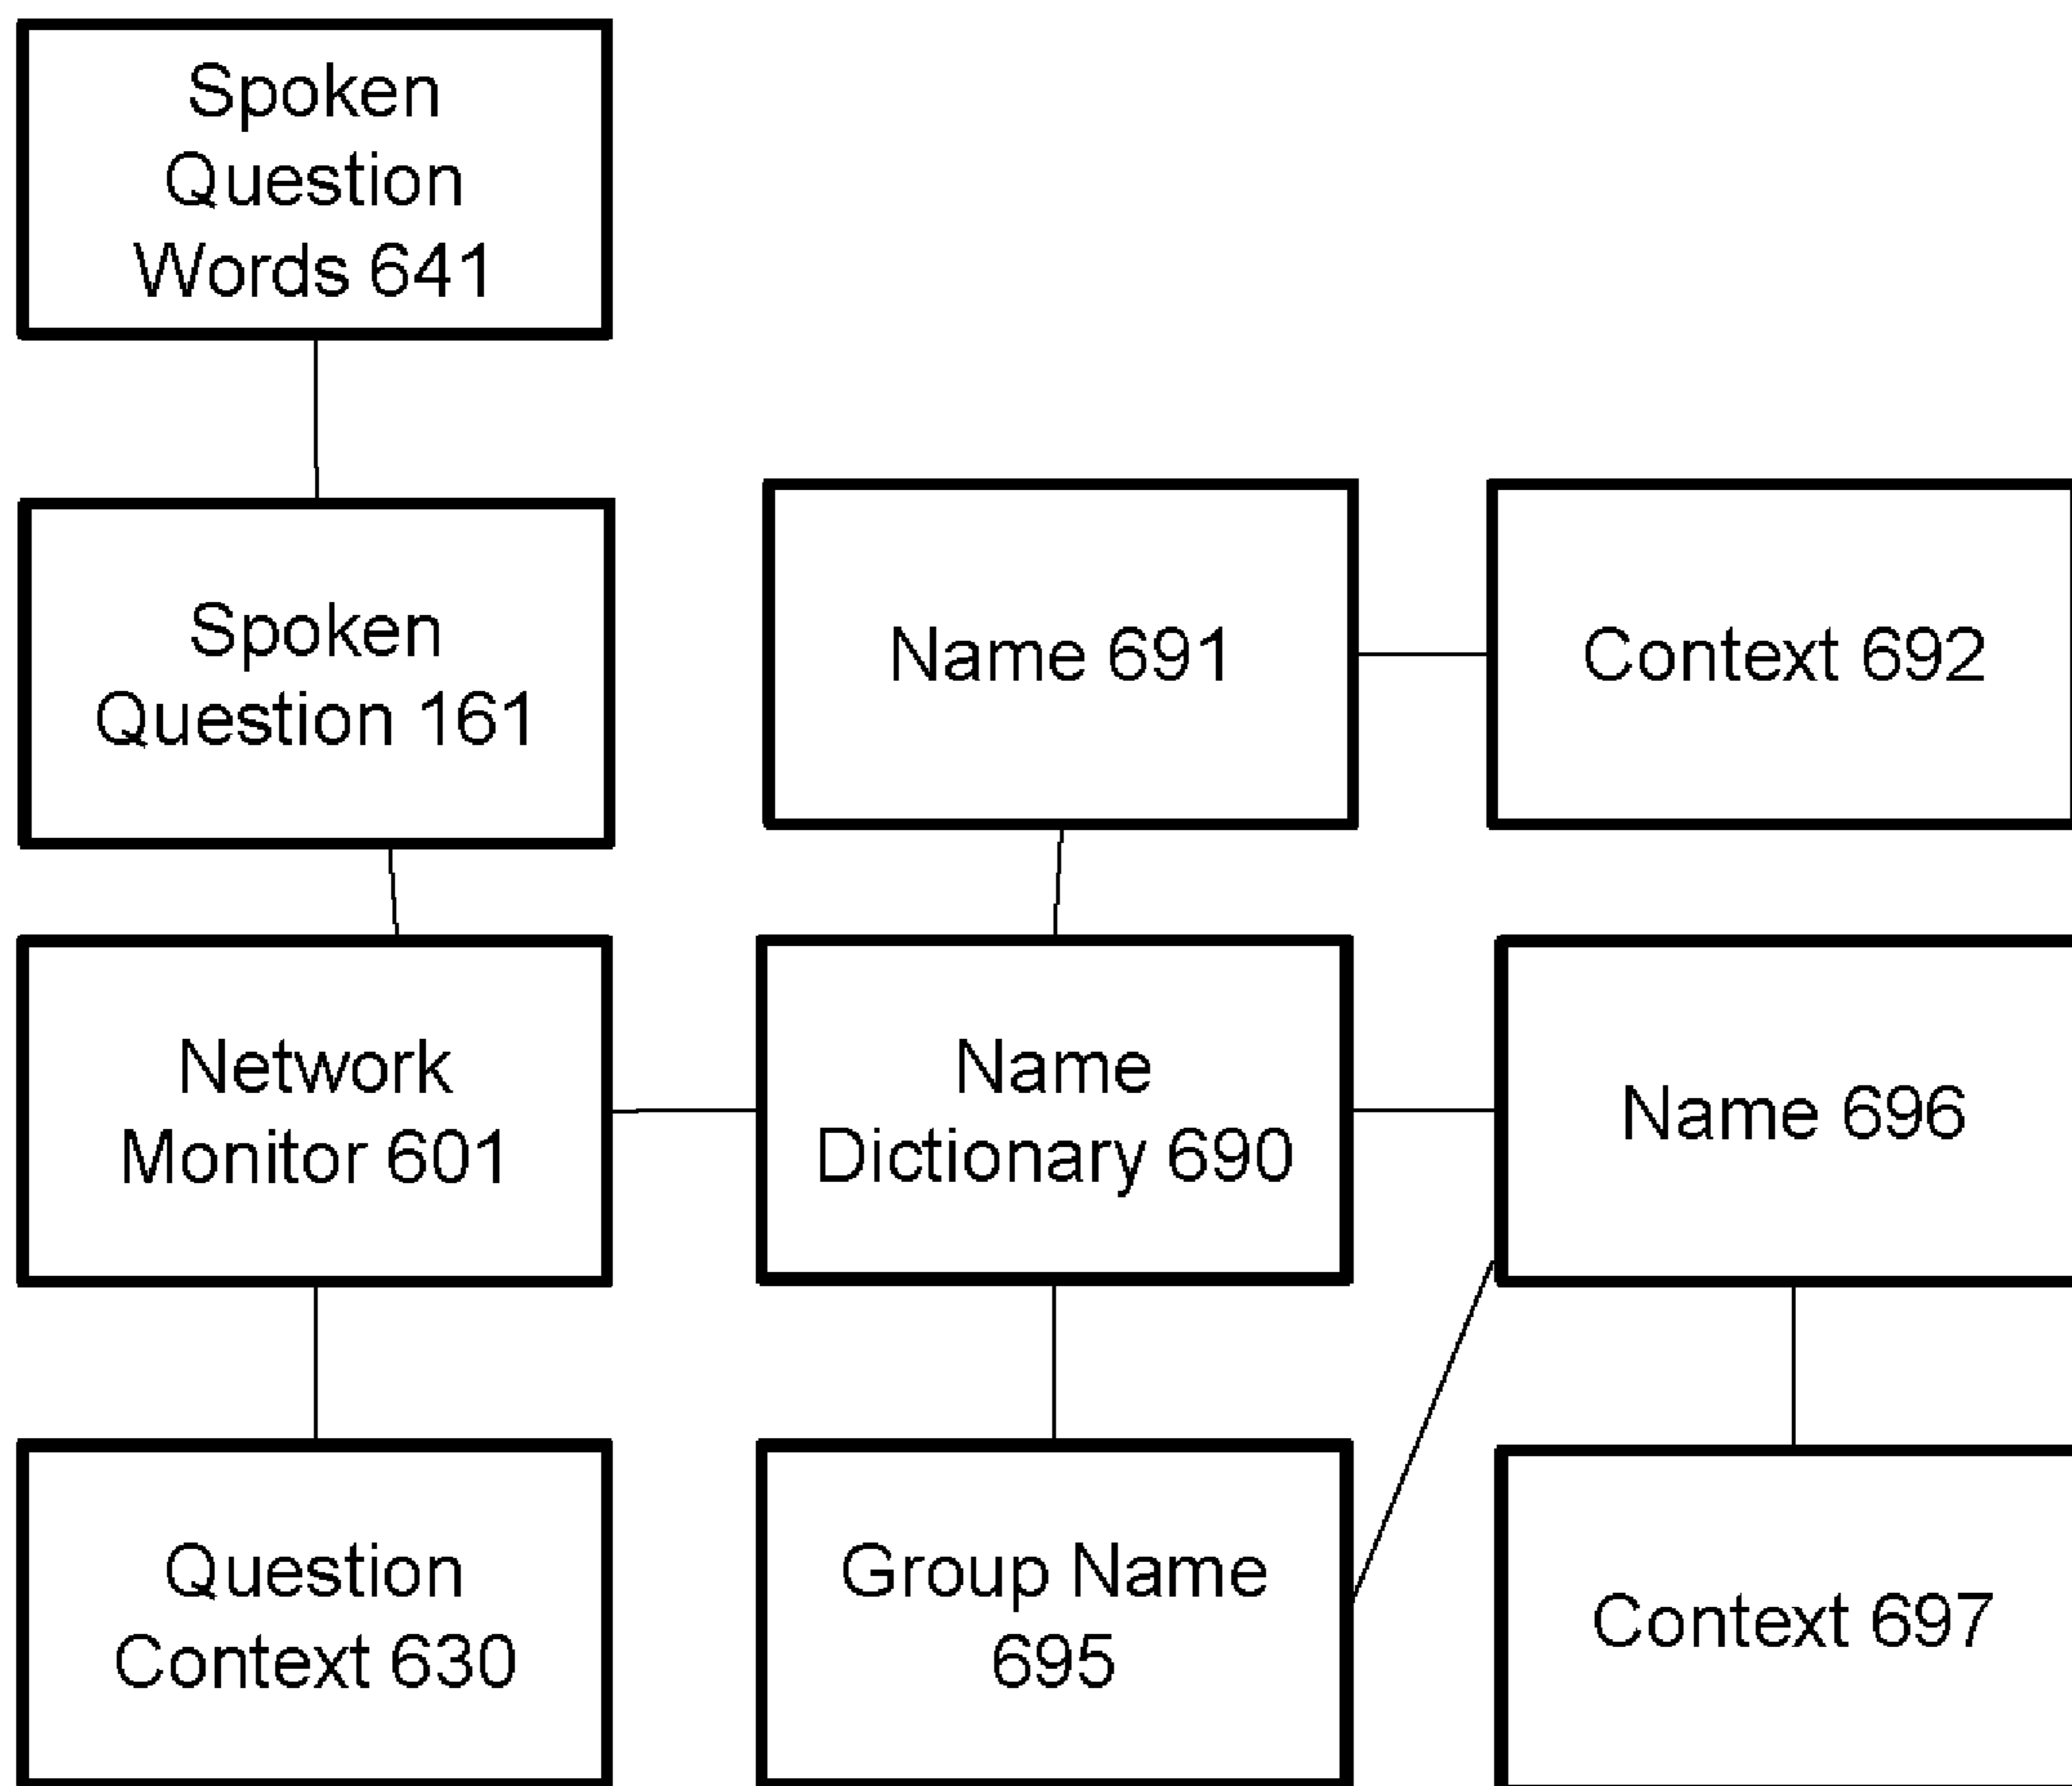 Spoken
Question
Words 641
Spoken
Question 161
Name 691
Context 692
Network
Monitor 601
Name
Dictionary 690
Name 696
Question
Context 630
Group Name
695
Context 697